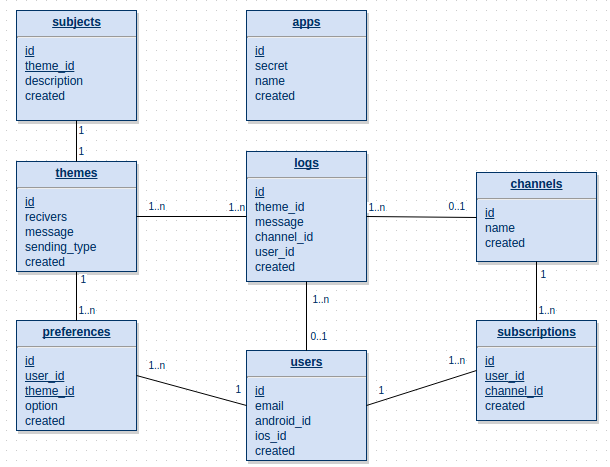 subjects
id
theme_id
description
created
apps
id
secret
name
created
1
1
themes
id
recivers
message
sending_type
created
1..n
1..n
logs
id
theme_id
message
channel_id
user_id
created
1..n
0..1
channels
id
name
created
1
1..n
1..n
0..1
1
1..n
preferences
id
user_id
theme_id
option
created
1..n
1
users
id
email
android_id
ios_id
created
1
1..n
subscriptions
id
user_id
channel_id
created